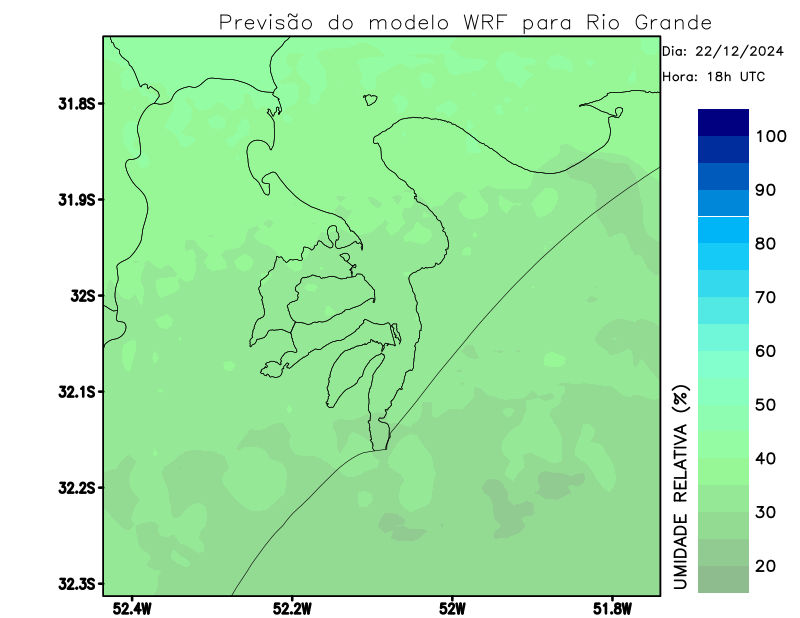 Previsão do modelo WRF para Rio Grande
Dia: 22/12/2024
Hora: 18h UTC
31.8S
31.9S
32S
32.1S
32.2S
32.3S
52.4W
52.2W
52W
51.8W
100
90
80
70
60
50
40
30
20
UMIDADE RELATIVA (%)